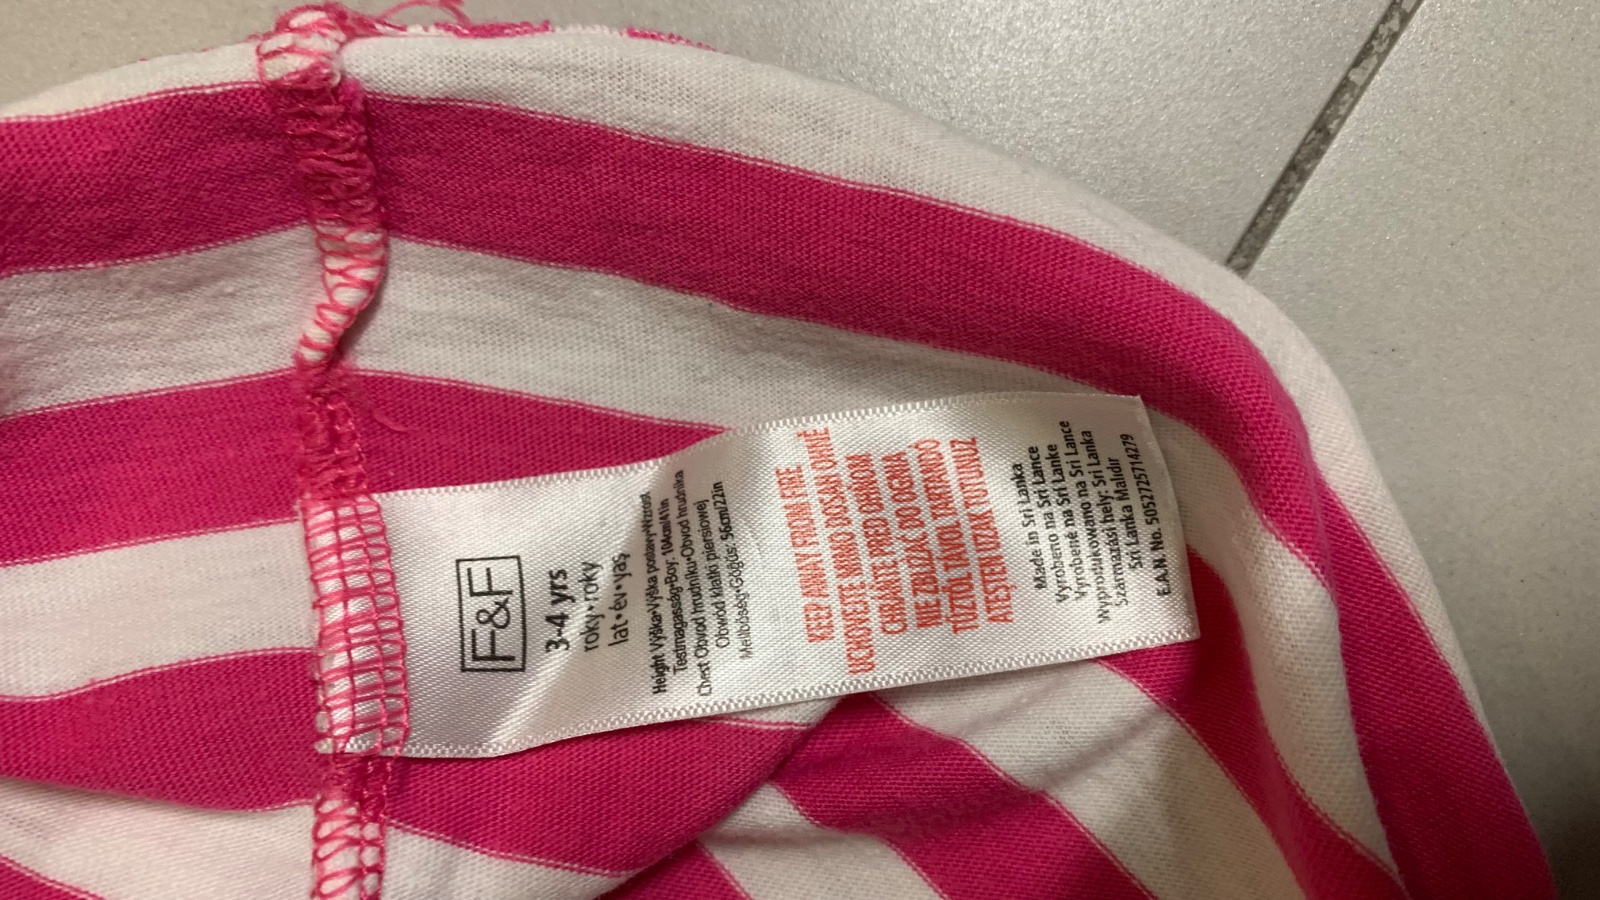 F&F
3-4 yrs
roky•roky
lat•év•yaş
Height Výška•Výška postavy•Wzrost
Testmagasság•Boy: 104cm/41in
Chest Obvod hrudníku•Obvod hrudníka
Obwód klatki piersiowej
Mellbőség•Göğüs: 56cm/22in
KEEP AWAY FROM FIRE
UCHOVEJTE MIMO DOSAH OHNĚ
CHRÁŇTE PRED OHŇOM
NIE ZBLIŻAĆ DO OGNIA
TŰZTŐL TÁVOL TARTANDÓ
ATEŞTEN UZAK TUTUNUZ
Made in Sri Lanka
Vyrobeno na Srí Lance
Vyrobené na Srí Lanke
Wyprodukowano na Sri Lance
Származási hely: Sri Lanka
Sri Lanka Malıdır
E.A.N. No. 5052725714279